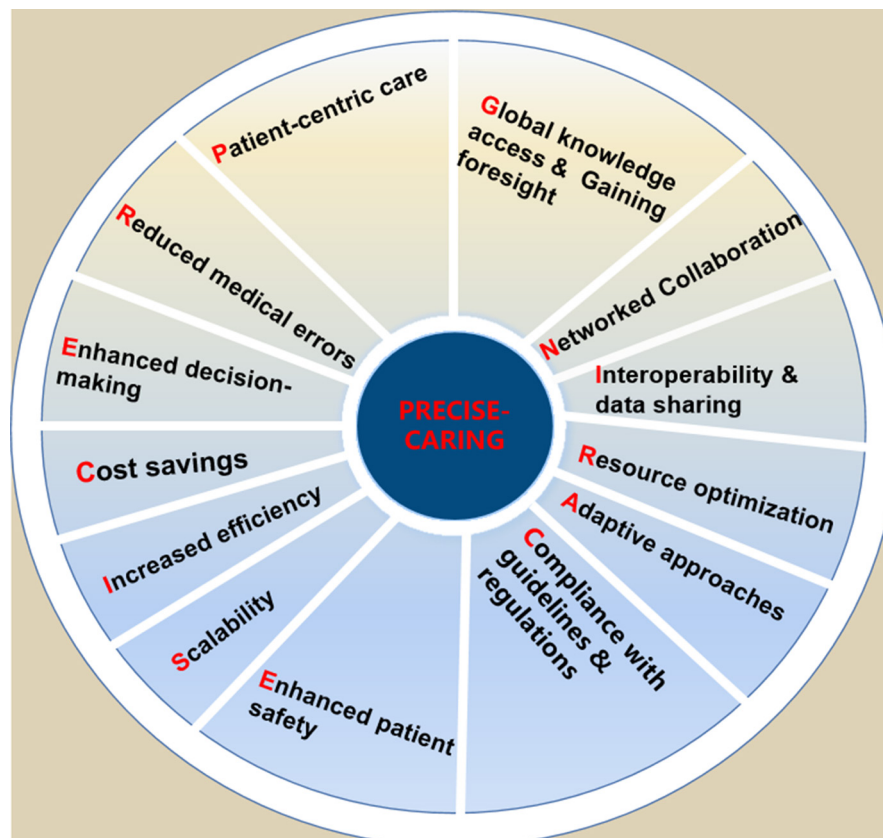 PRECISE-
CARING
Patient-centric care
Reduced medical errors
Enhanced decision-
making
Cost savings
Increased efficiency
Scalability
Enhanced patient
safety
Compliance with
guidelines &
regulations
Adaptive approaches
Resource optimization
Interoperability &
data sharing
Networked Collaboration
Global knowledge
access & Gaining
foresight